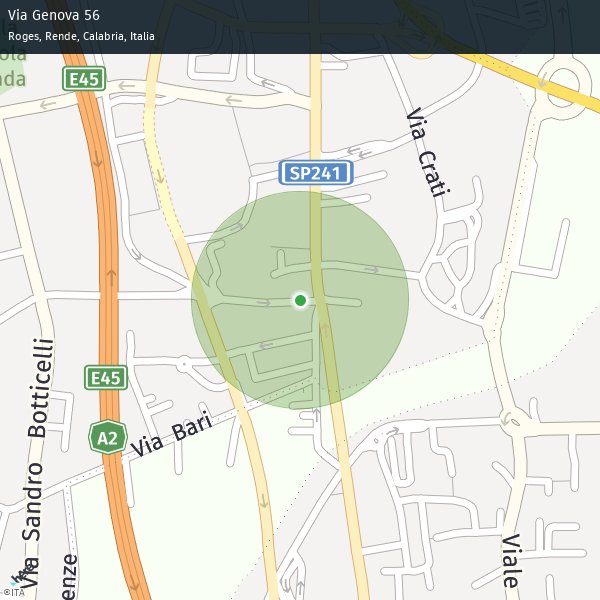 Via Genova 56
Roges, Rende, Calabria, Italia
E45
Via Crati
SP241
E45
A2
Via Bari
Via Sandro Botticelli
Viale
©ITA